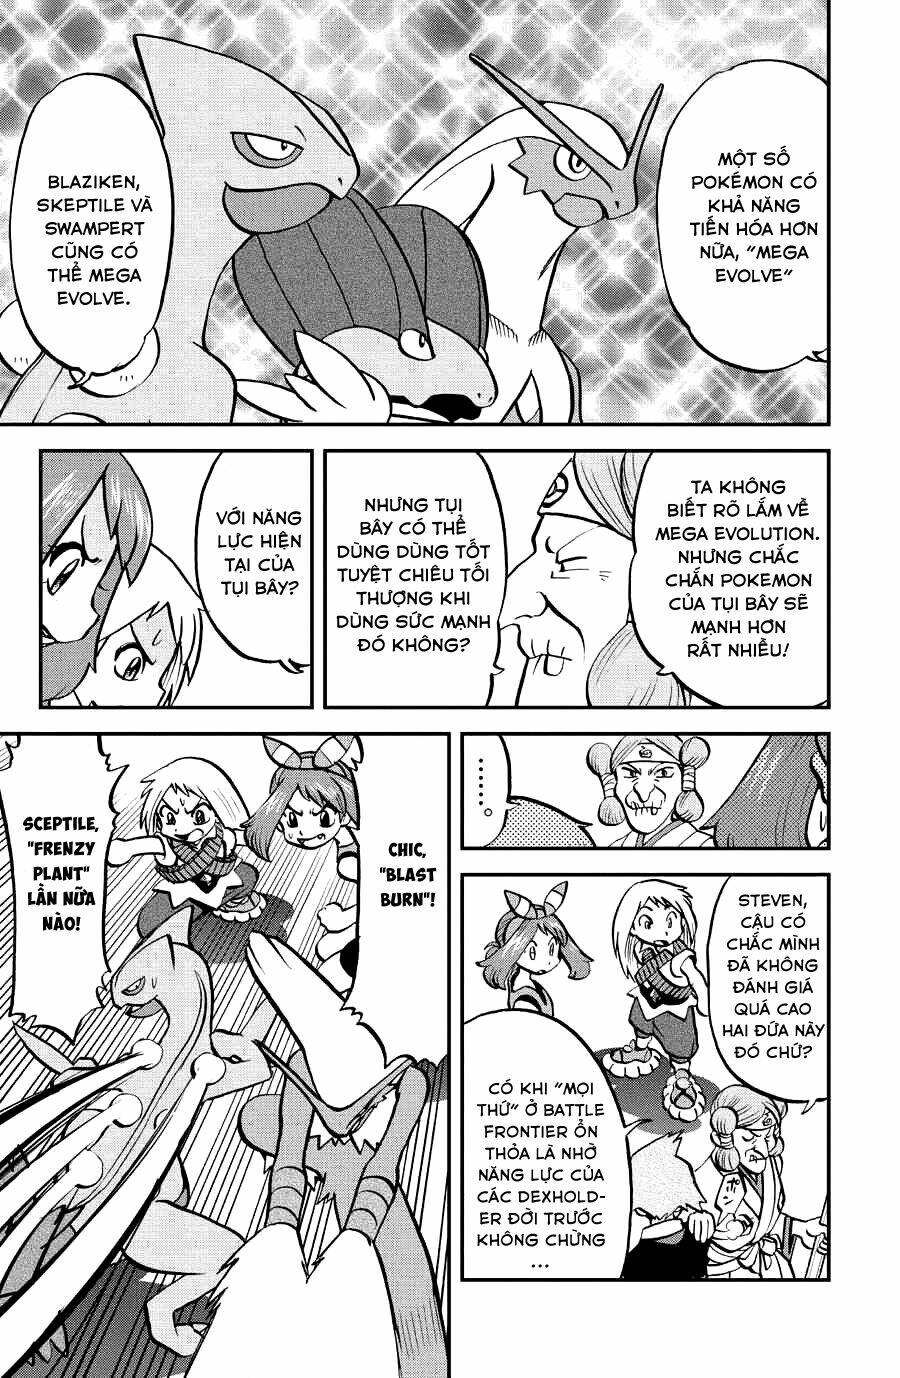 MỘT SỐ
POKÉMON CÓ
KHẢ NĂNG
TIẾN HÓA HƠN
NỮA, "MEGA
EVOLVE"
BLAZIKEN,
SKEPTILE VÀ
SWAMPERT
CŨNG CÓ
THỂ MEGA
EVOLVE.
TA KHÔNG
BIẾT RÕ LẮM VỀ
MEGA EVOLUTION.
NHƯNG CHẮC
CHẮN POKEMON
CỦA TỤI BÂY SẼ
MẠNH HƠN
RẤT NHIỀU!
NHƯNG TỤI
BÂY CÓ THỂ
DÙNG DÙNG TỐT
TUYỆT CHIÊU TỐI
THƯỢNG KHI
DÙNG SỨC MẠNH
ĐÓ KHÔNG?
VỚI NĂNG
LỰC HIỆN
TẠI CỦA
TỤI BÂY?
......
STEVEN,
CẬU CÓ
CHẮC MÌNH
ĐÃ KHÔNG
ĐÁNH GIÁ
QUÁ CAO
HAI ĐỨA NÀY
ĐÓ CHỨ?
CÓ KHI "MỌI
THỨ" Ở BATTLE
FRONTIER ỔN
THỎA LÀ NHỜ
NĂNG LỰC CỦA
CÁC DEXHOLD-
ER ĐỜI TRƯỚC
KHÔNG CHỪNG
...
CHIC,
"BLAST
BURN"!
SCEPTILE,
"FRENZY
PLANT"
LẦN NỮA
NÀO!